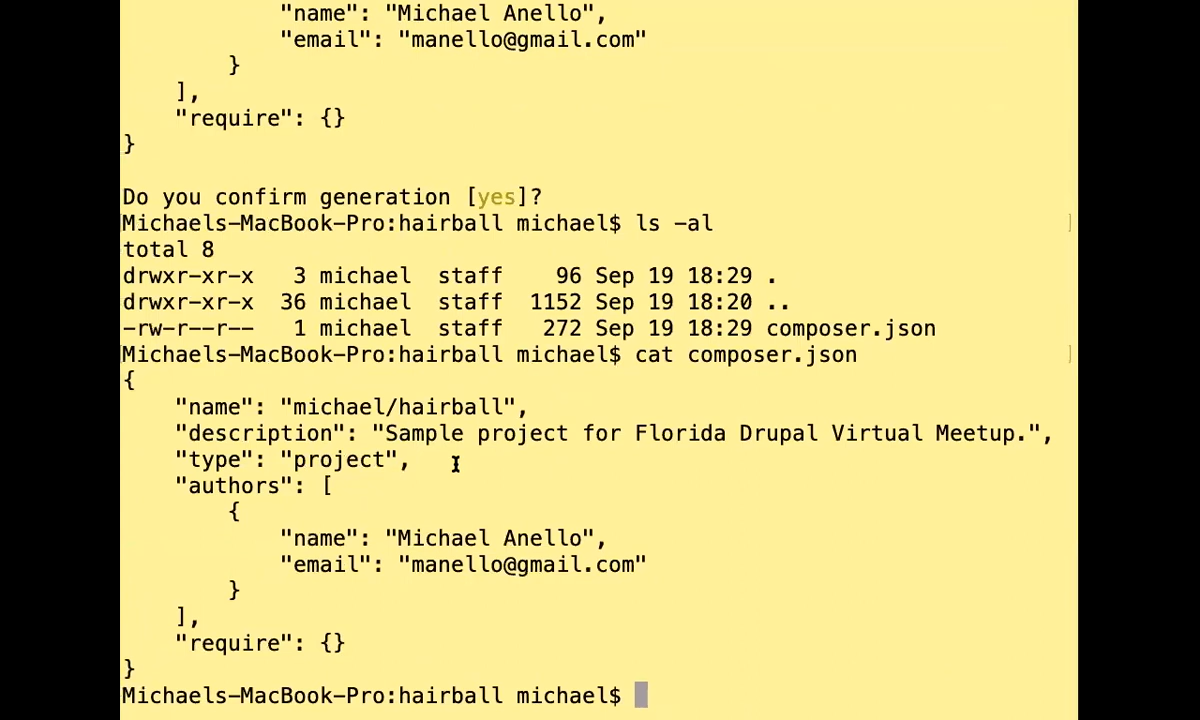 "name": "Michael Anello",
"email": "manello@gmail.com"
}
],
"require": {}
}
Do you confirm generation [yes]?
Michaels-MacBook-Pro:hairball michael$ ls -al ]
total 8
drwxr-xr-x 3 michael staff 96 Sep 19 18:29 .
drwxr-xr-x 36 michael staff 1152 Sep 19 18:20 ..
-rw-r--r-- 1 michael staff 272 Sep 19 18:29 composer.json
Michaels-MacBook-Pro:hairball michael$ cat composer.json ]
{
"name": "michael/hairball",
"description": "Sample project for Florida Drupal Virtual Meetup.",
"type": "project",
"authors": [
{
"name": "Michael Anello",
"email": "manello@gmail.com"
}
],
"require": {}
}
Michaels-MacBook-Pro:hairball michael$